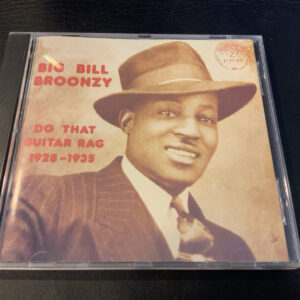 BIG BILL
BROONZY
DO THAT
GUITAR RAG
1928-1935